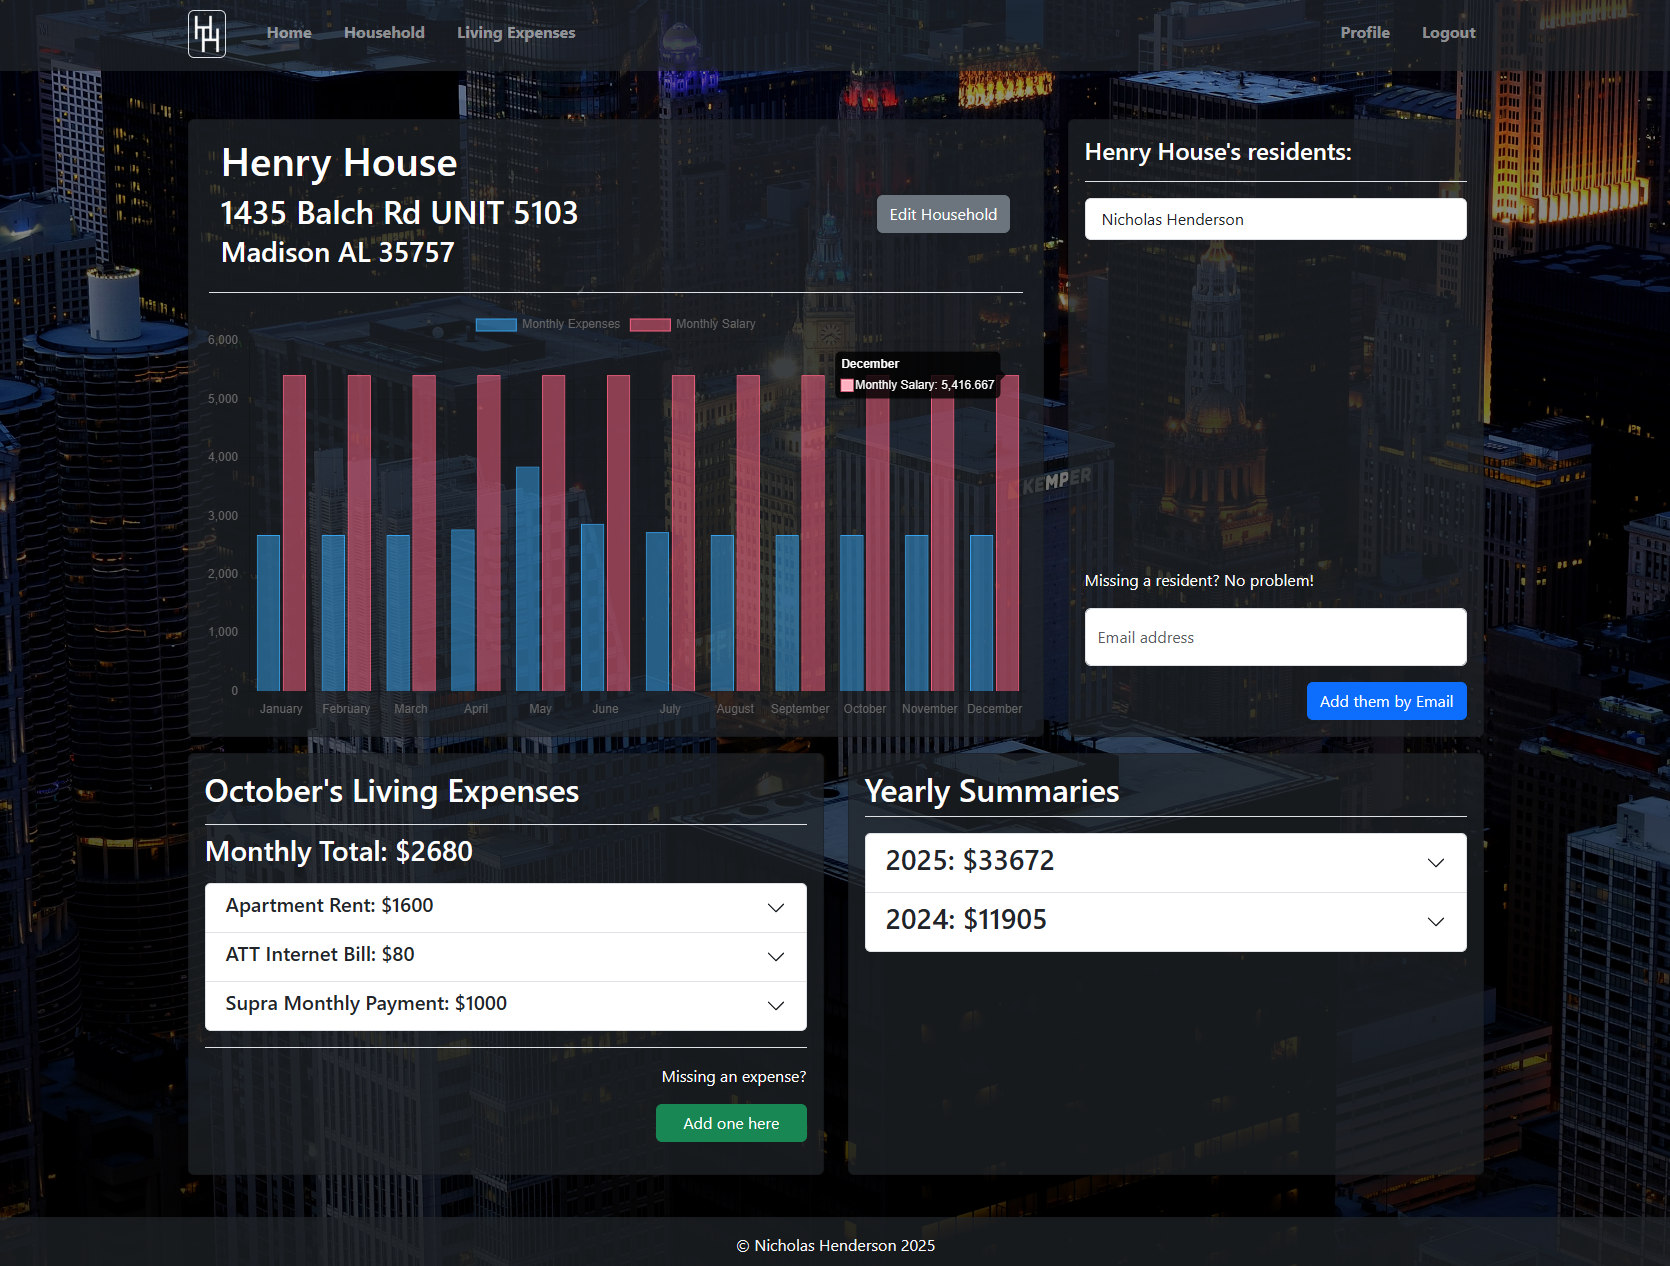 HH
Home
Household
Living Expenses
Profile
Logout
Henry House
1435 Balch Rd UNIT 5103
Madison AL 35757
Edit Household
Monthly Expenses
Monthly Salary
6,000
5,000
4,000
3,000
2,000
1,000
0
December
Monthly Salary: 5,416.667
January
February
March
April
May
June
July
August
September
October
November
December
KEMPER
Henry House's residents:
Nicholas Henderson
Missing a resident? No problem!
Email address
Add them by Email
October's Living Expenses
Monthly Total: $2680
Apartment Rent: $1600
ATT Internet Bill: $80
Supra Monthly Payment: $1000
Missing an expense?
Add one here
Yearly Summaries
2025: $33672
2024: $11905
© Nicholas Henderson 2025